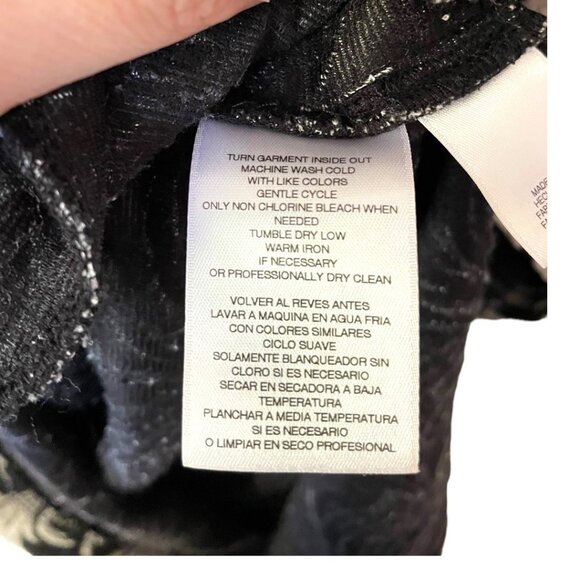 TURN GARMENT INSIDE OUT
MACHINE WASH COLD
WITH LIKE COLORS
GENTLE CYCLE
ONLY NON CHLORINE BLEACH WHEN
NEEDED
TUMBLE DRY LOW
WARM IRON
IF NECESSARY
OR PROFESSIONALLY DRY CLEAN
VOLVER AL REVES ANTES
LAVAR A MAQUINA EN AGUA FRIA
CON COLORES SIMILARES
CICLO SUAVE
SOLAMENTE BLANQUEADOR SIN
CLORO SI ES NECESARIO
SECAR EN SECADORA A BAJA
TEMPERATURA
PLANCHAR A MEDIA TEMPERATURA
SI ES NECESARIO
O LIMPIAR EN SECO PROFESIONAL
MADE